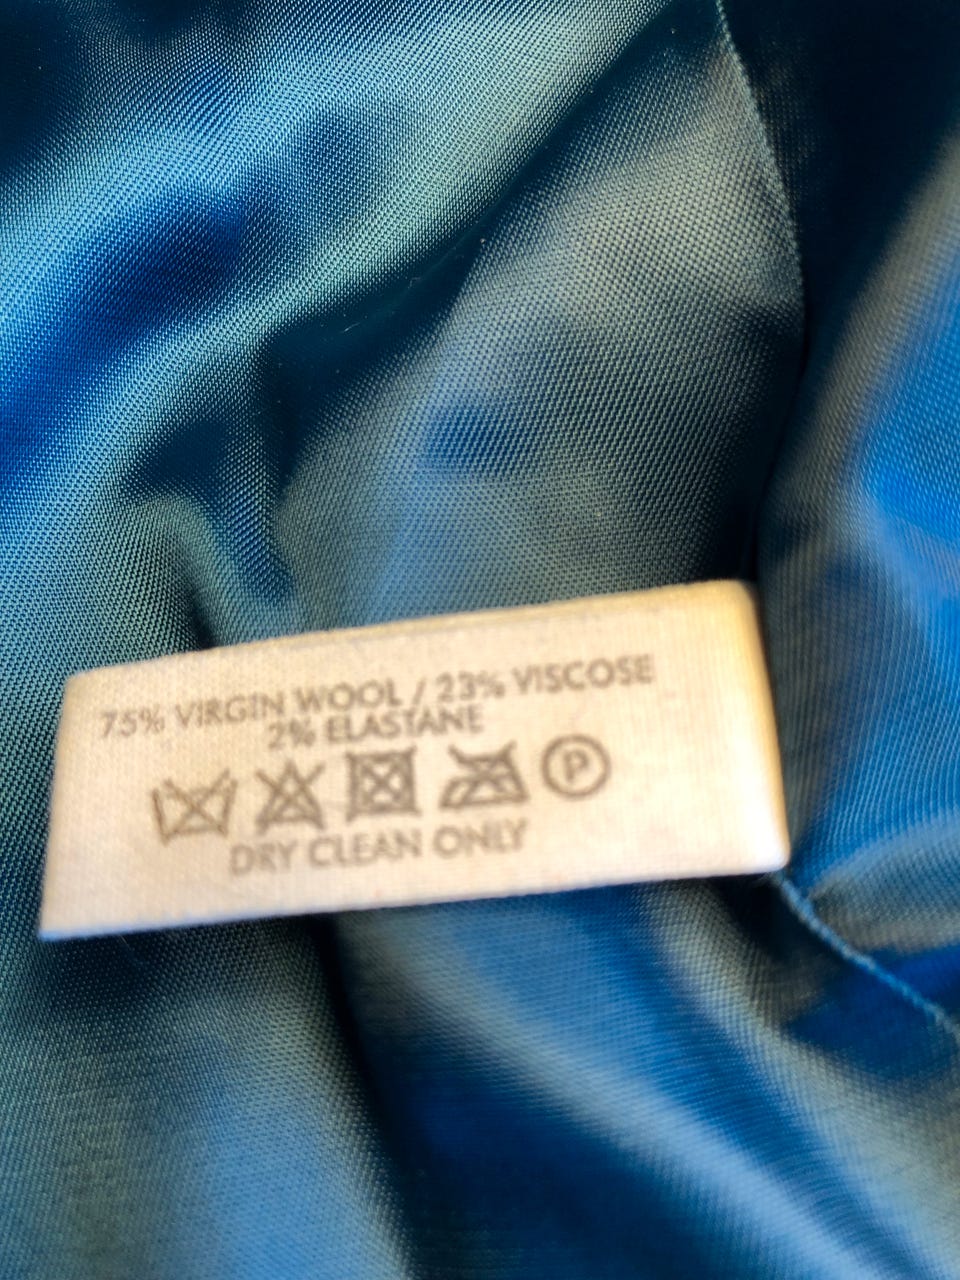 75% VIRGIN WOOL / 23% VISCOSE
2% ELASTANE
P
DRY CLEAN ONLY